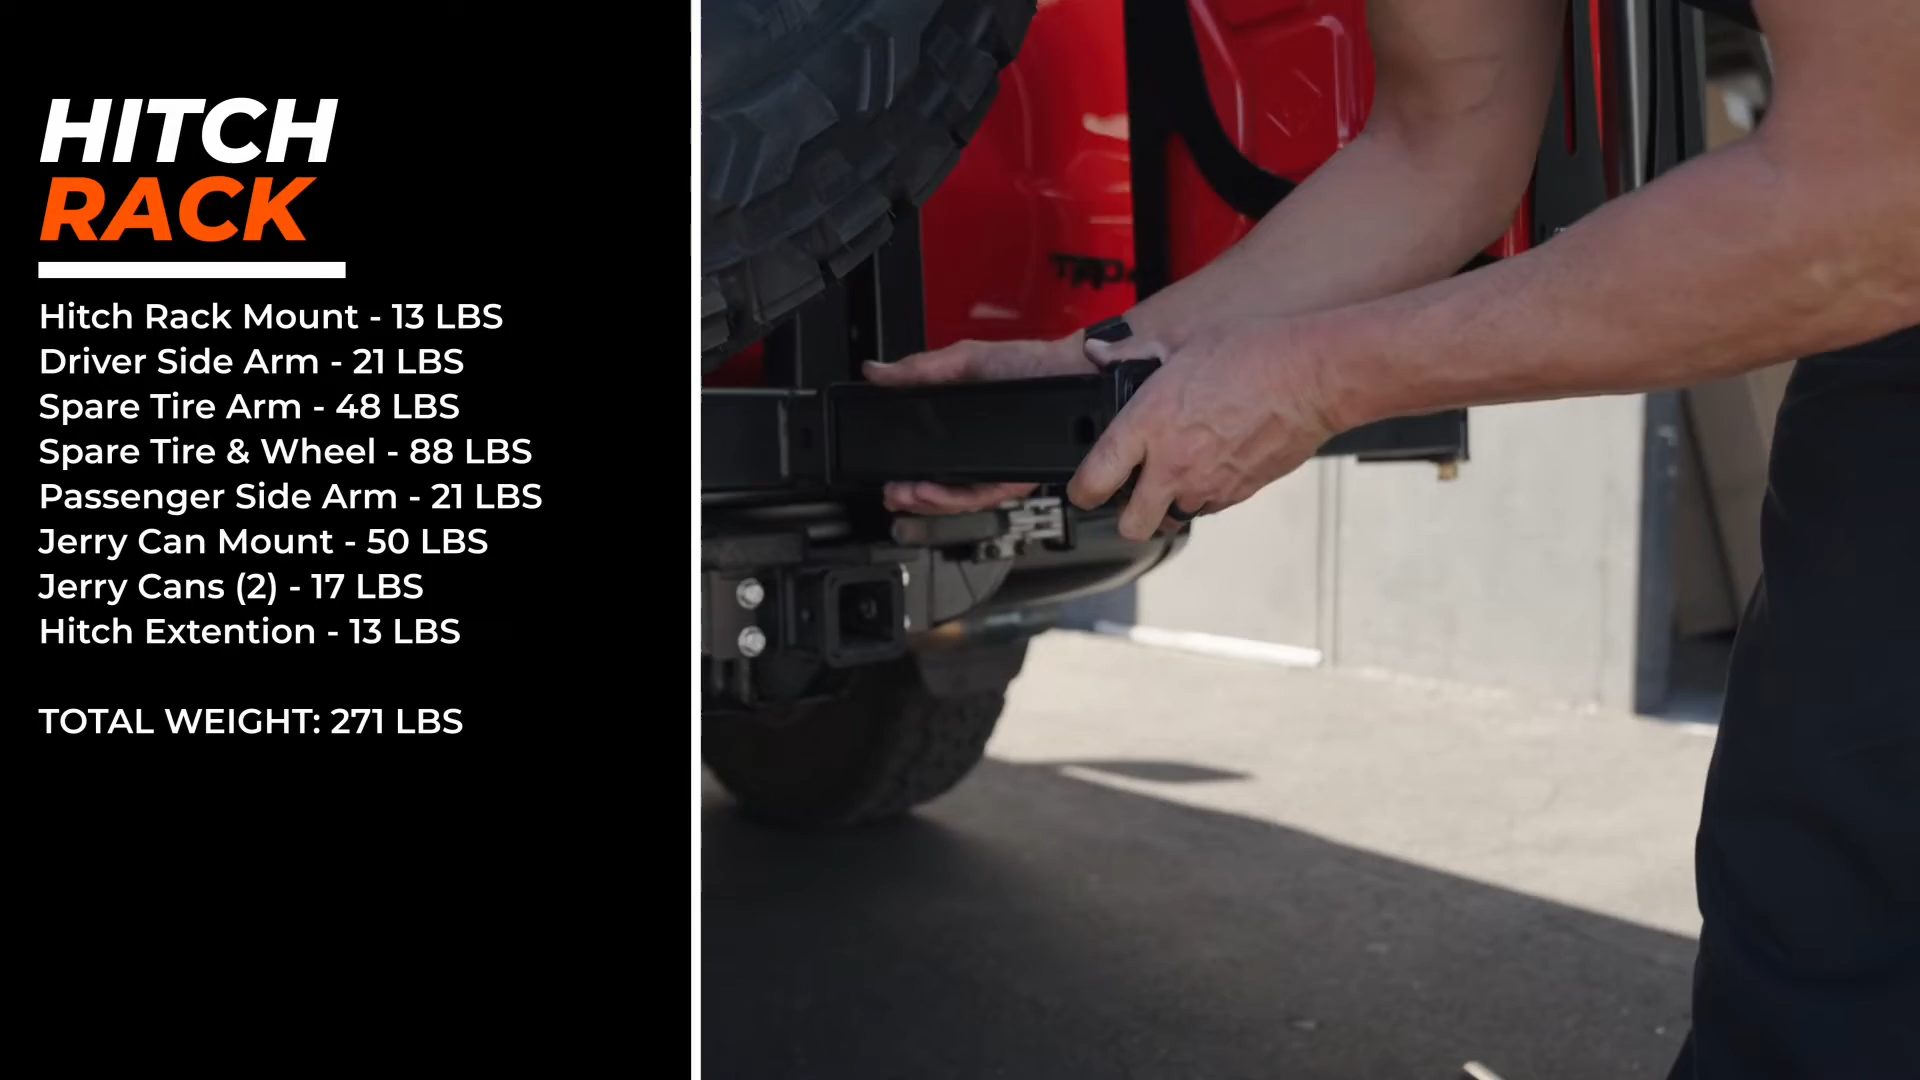 HITCH
RACK
Hitch Rack Mount - 13 LBS
Driver Side Arm - 21 LBS
Spare Tire Arm - 48 LBS
Spare Tire & Wheel - 88 LBS
Passenger Side Arm - 21 LBS
Jerry Can Mount - 50 LBS
Jerry Cans (2) - 17 LBS
Hitch Extention - 13 LBS
TOTAL WEIGHT: 271 LBS